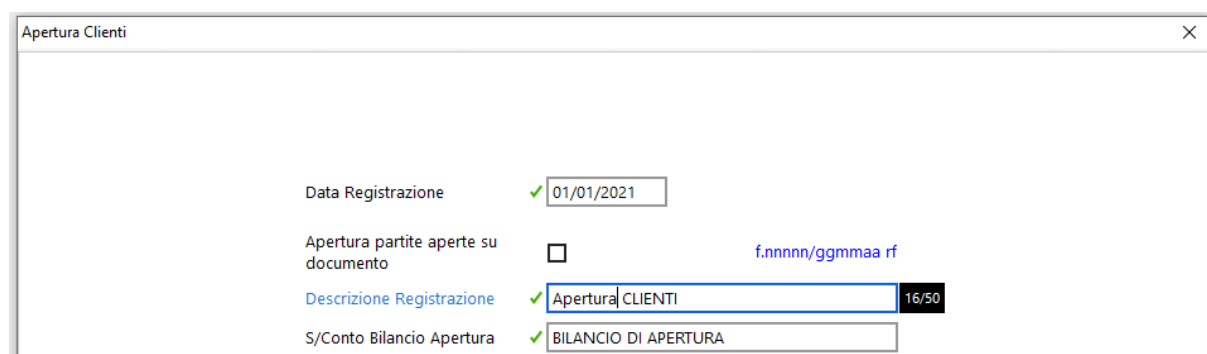 Apertura Clienti
Data Registrazione 01/01/2021
Apertura partite aperte su
documento f.nnnnn/ggmmaa rf
Descrizione Registrazione Apertura CLIENTI 16/50
S/Conto Bilancio Apertura BILANCIO DI APERTURA